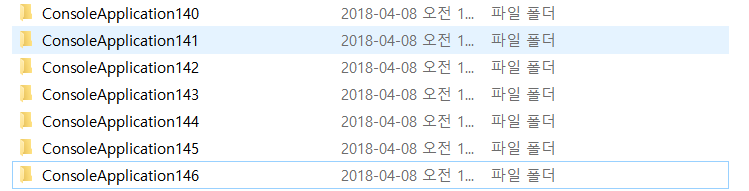 ConsoleApplication140 2018-04-08 오전 1... 파일 폴더
ConsoleApplication141 2018-04-08 오전 1... 파일 폴더
ConsoleApplication142 2018-04-08 오전 1... 파일 폴더
ConsoleApplication143 2018-04-08 오전 1... 파일 폴더
ConsoleApplication144 2018-04-08 오전 1... 파일 폴더
ConsoleApplication145 2018-04-08 오전 1... 파일 폴더
ConsoleApplication146 2018-04-08 오전 1... 파일 폴더